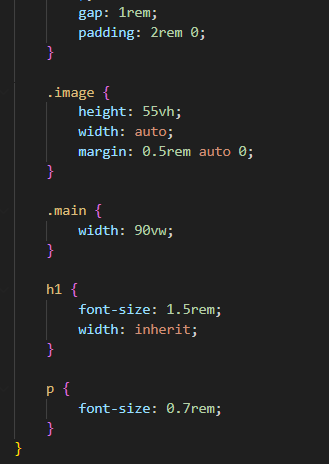 gap: 1rem;
padding: 2rem 0;
}
.image {
height: 55vh;
width: auto;
margin: 0.5rem auto 0;
}
.main {
width: 90vw;
}
h1 {
font-size: 1.5rem;
width: inherit;
}
p {
font-size: 0.7rem;
}
}